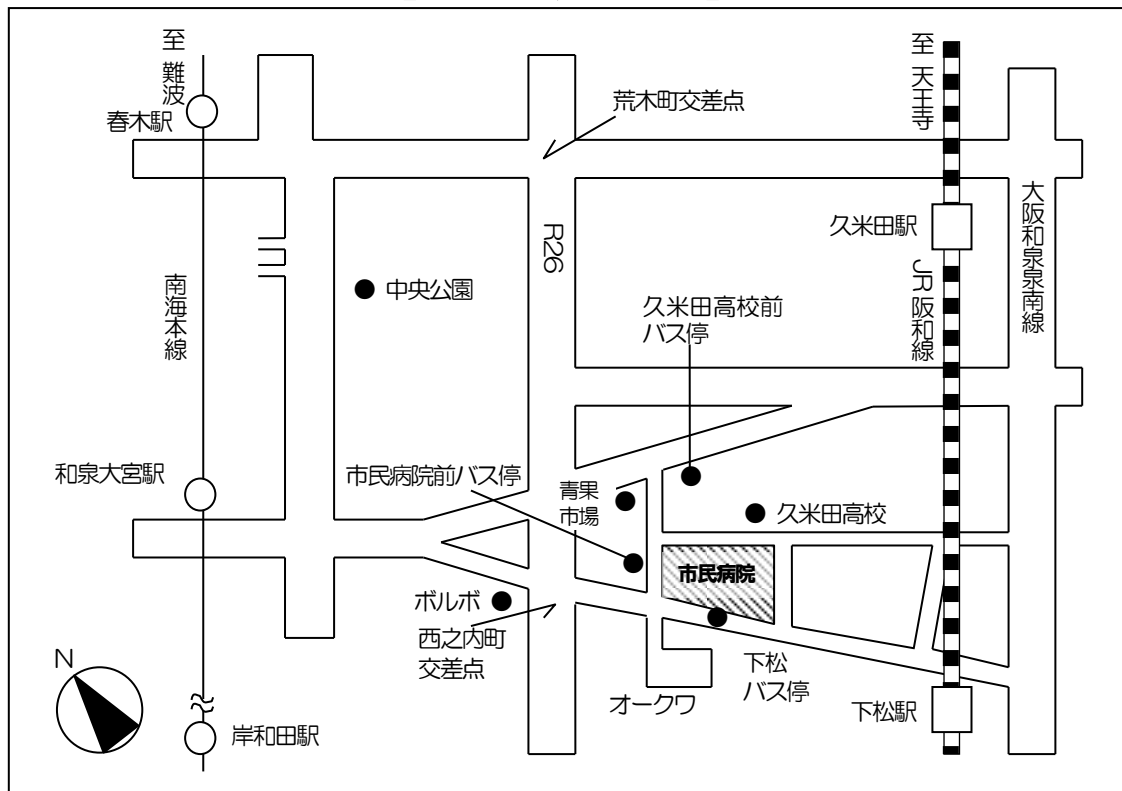 至 難波
春木駅
荒木町交差点
至 天王寺
久米田駅
大阪和泉泉南線
R26
南海本線
中央公園
久米田高校前
バス停
JR阪和線
和泉大宮駅
市民病院前バス停
青果
市場
久米田高校
市民病院
ボルボ
西之内町
交差点
下松
バス停
オークワ
下松駅
N
岸和田駅